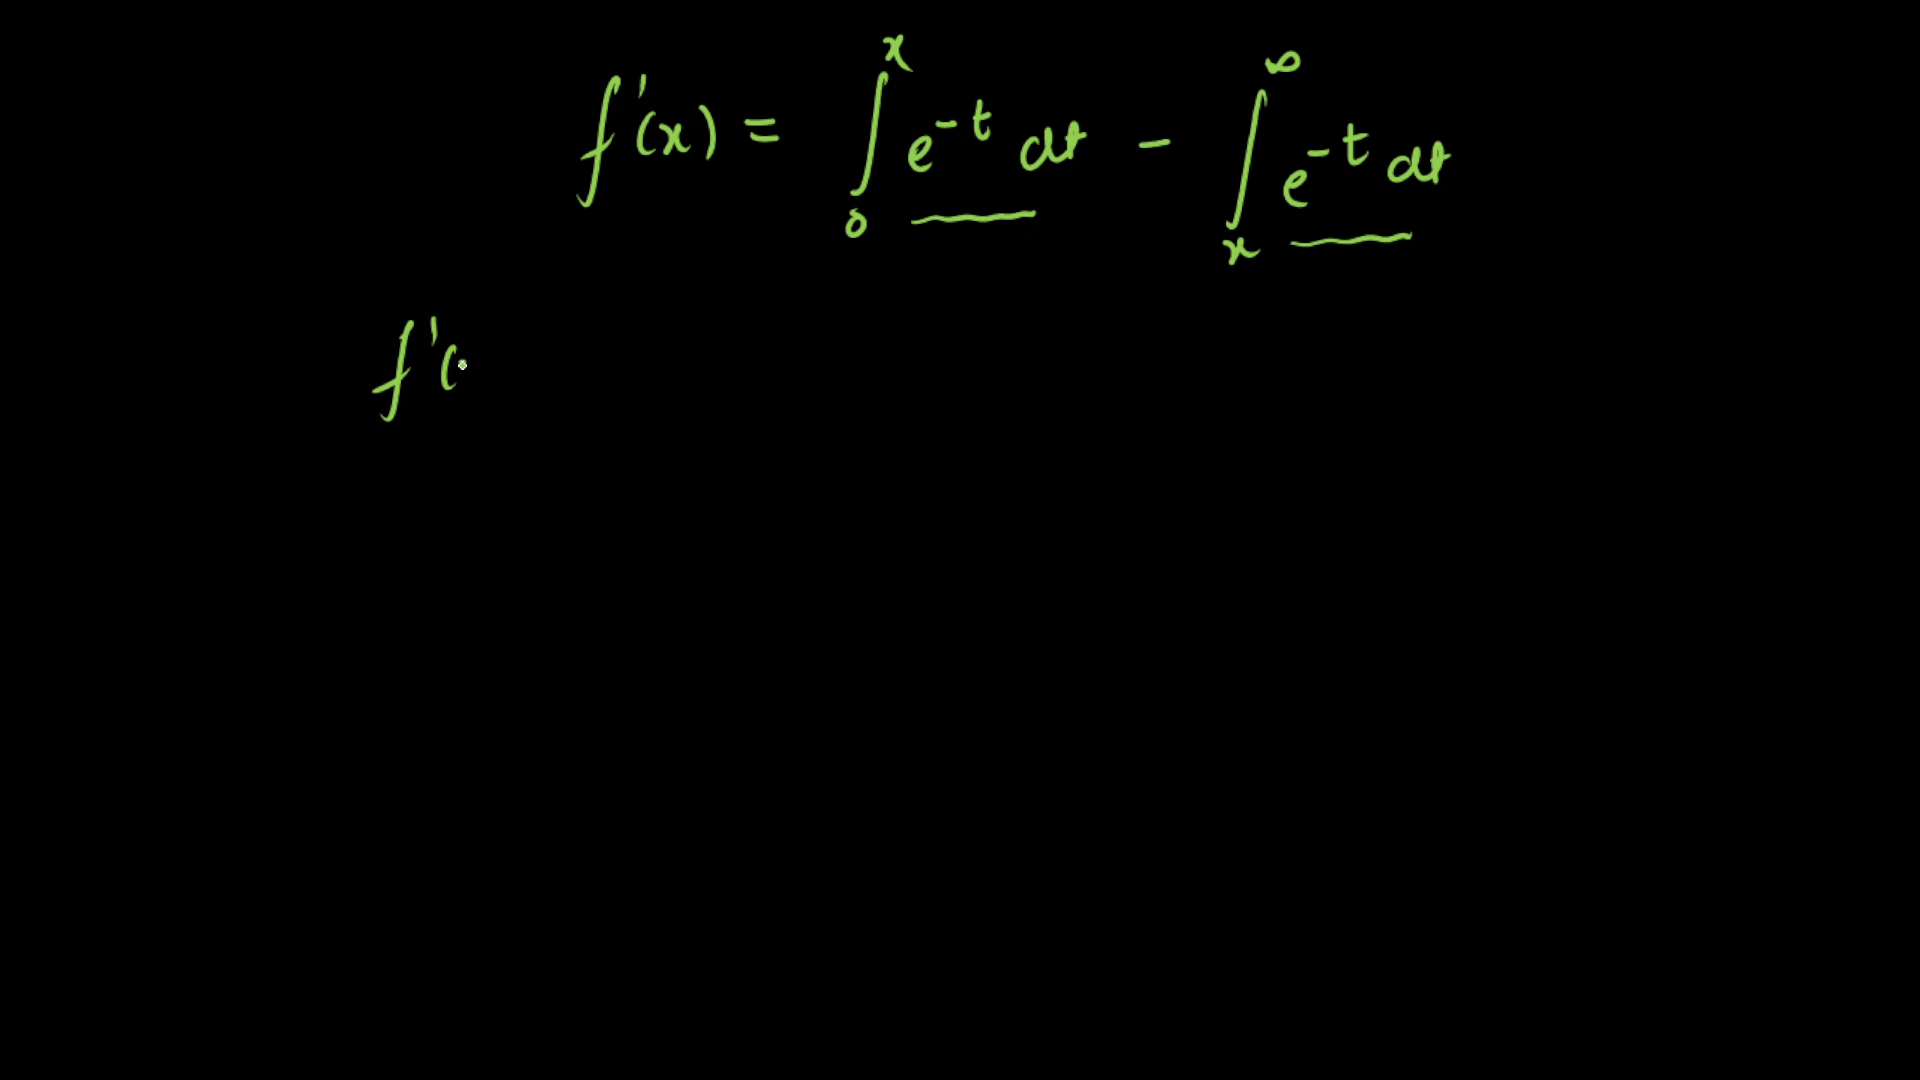 f'(x) = ∫₀ˣ e^{-t} dt - ∫ₓ^∞ e^{-t} dt
f'(